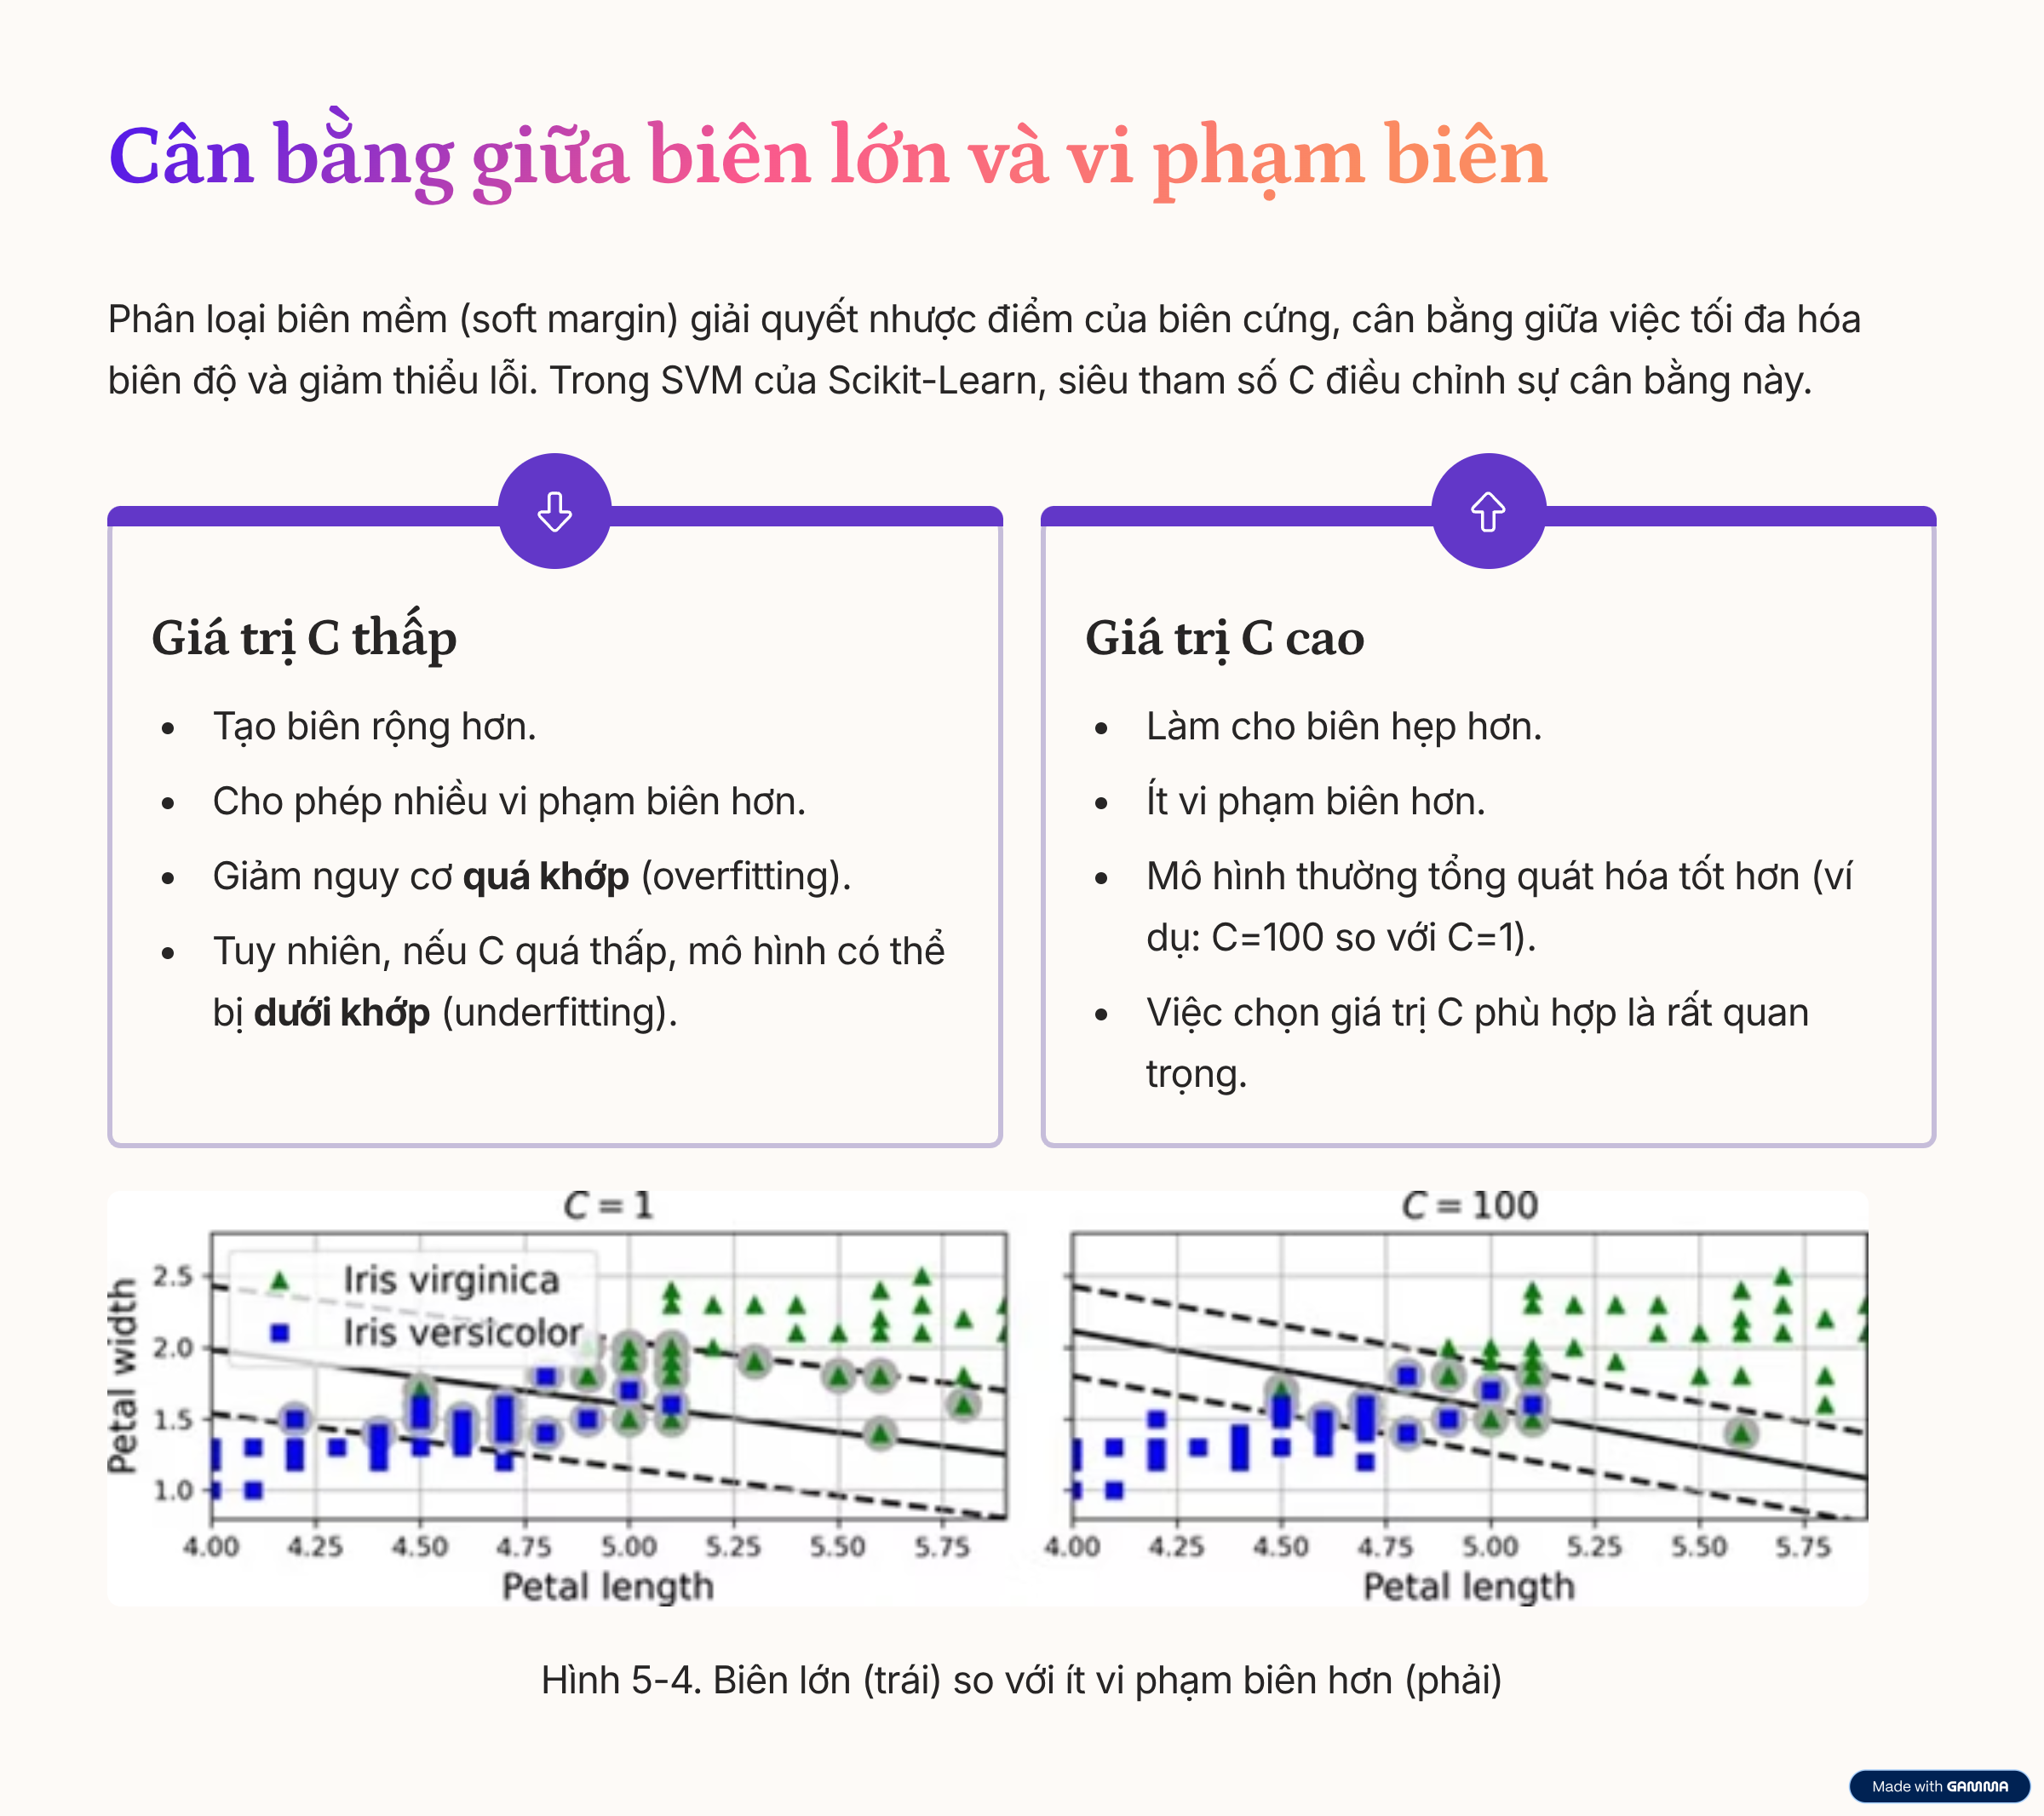 Cân bằng giữa biên lớn và vi phạm biên
Phân loại biên mềm (soft margin) giải quyết nhược điểm của biên cứng, cân bằng giữa việc tối đa hóa
biên độ và giảm thiểu lỗi. Trong SVM của Scikit-Learn, siêu tham số C điều chỉnh sự cân bằng này.
Giá trị C thấp
• Tạo biên rộng hơn.
• Cho phép nhiều vi phạm biên hơn.
• Giảm nguy cơ quá khớp (overfitting).
• Tuy nhiên, nếu C quá thấp, mô hình có thể
bị dưới khớp (underfitting).
Giá trị C cao
• Làm cho biên hẹp hơn.
• Ít vi phạm biên hơn.
• Mô hình thường tổng quát hóa tốt hơn (ví
dụ: C=100 so với C=1).
• Việc chọn giá trị C phù hợp là rất quan
trọng.
C = 1
Iris virginica
Iris versicolor
Petal width
2.5
2.0
1.5
1.0
4.00 4.25 4.50 4.75 5.00 5.25 5.50 5.75
Petal length
C = 100
4.00 4.25 4.50 4.75 5.00 5.25 5.50 5.75
Petal length
Hình 5-4. Biên lớn (trái) so với ít vi phạm biên hơn (phải)
Made with GAMMA